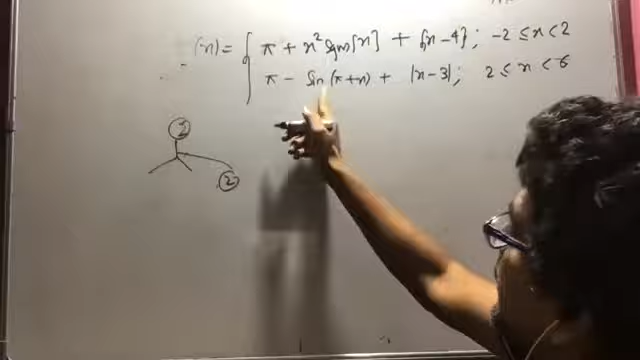 f(x) = { π + x² sgn[x] + {x-4} ; -2 ≤ x < 2
π - sin(π+x) + |x-3| ; 2 ≤ x < 6
2
2